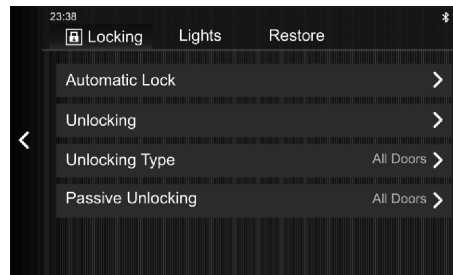 23:38
Locking Lights Restore
Automatic Lock
Unlocking
Unlocking Type All Doors
Passive Unlocking All Doors